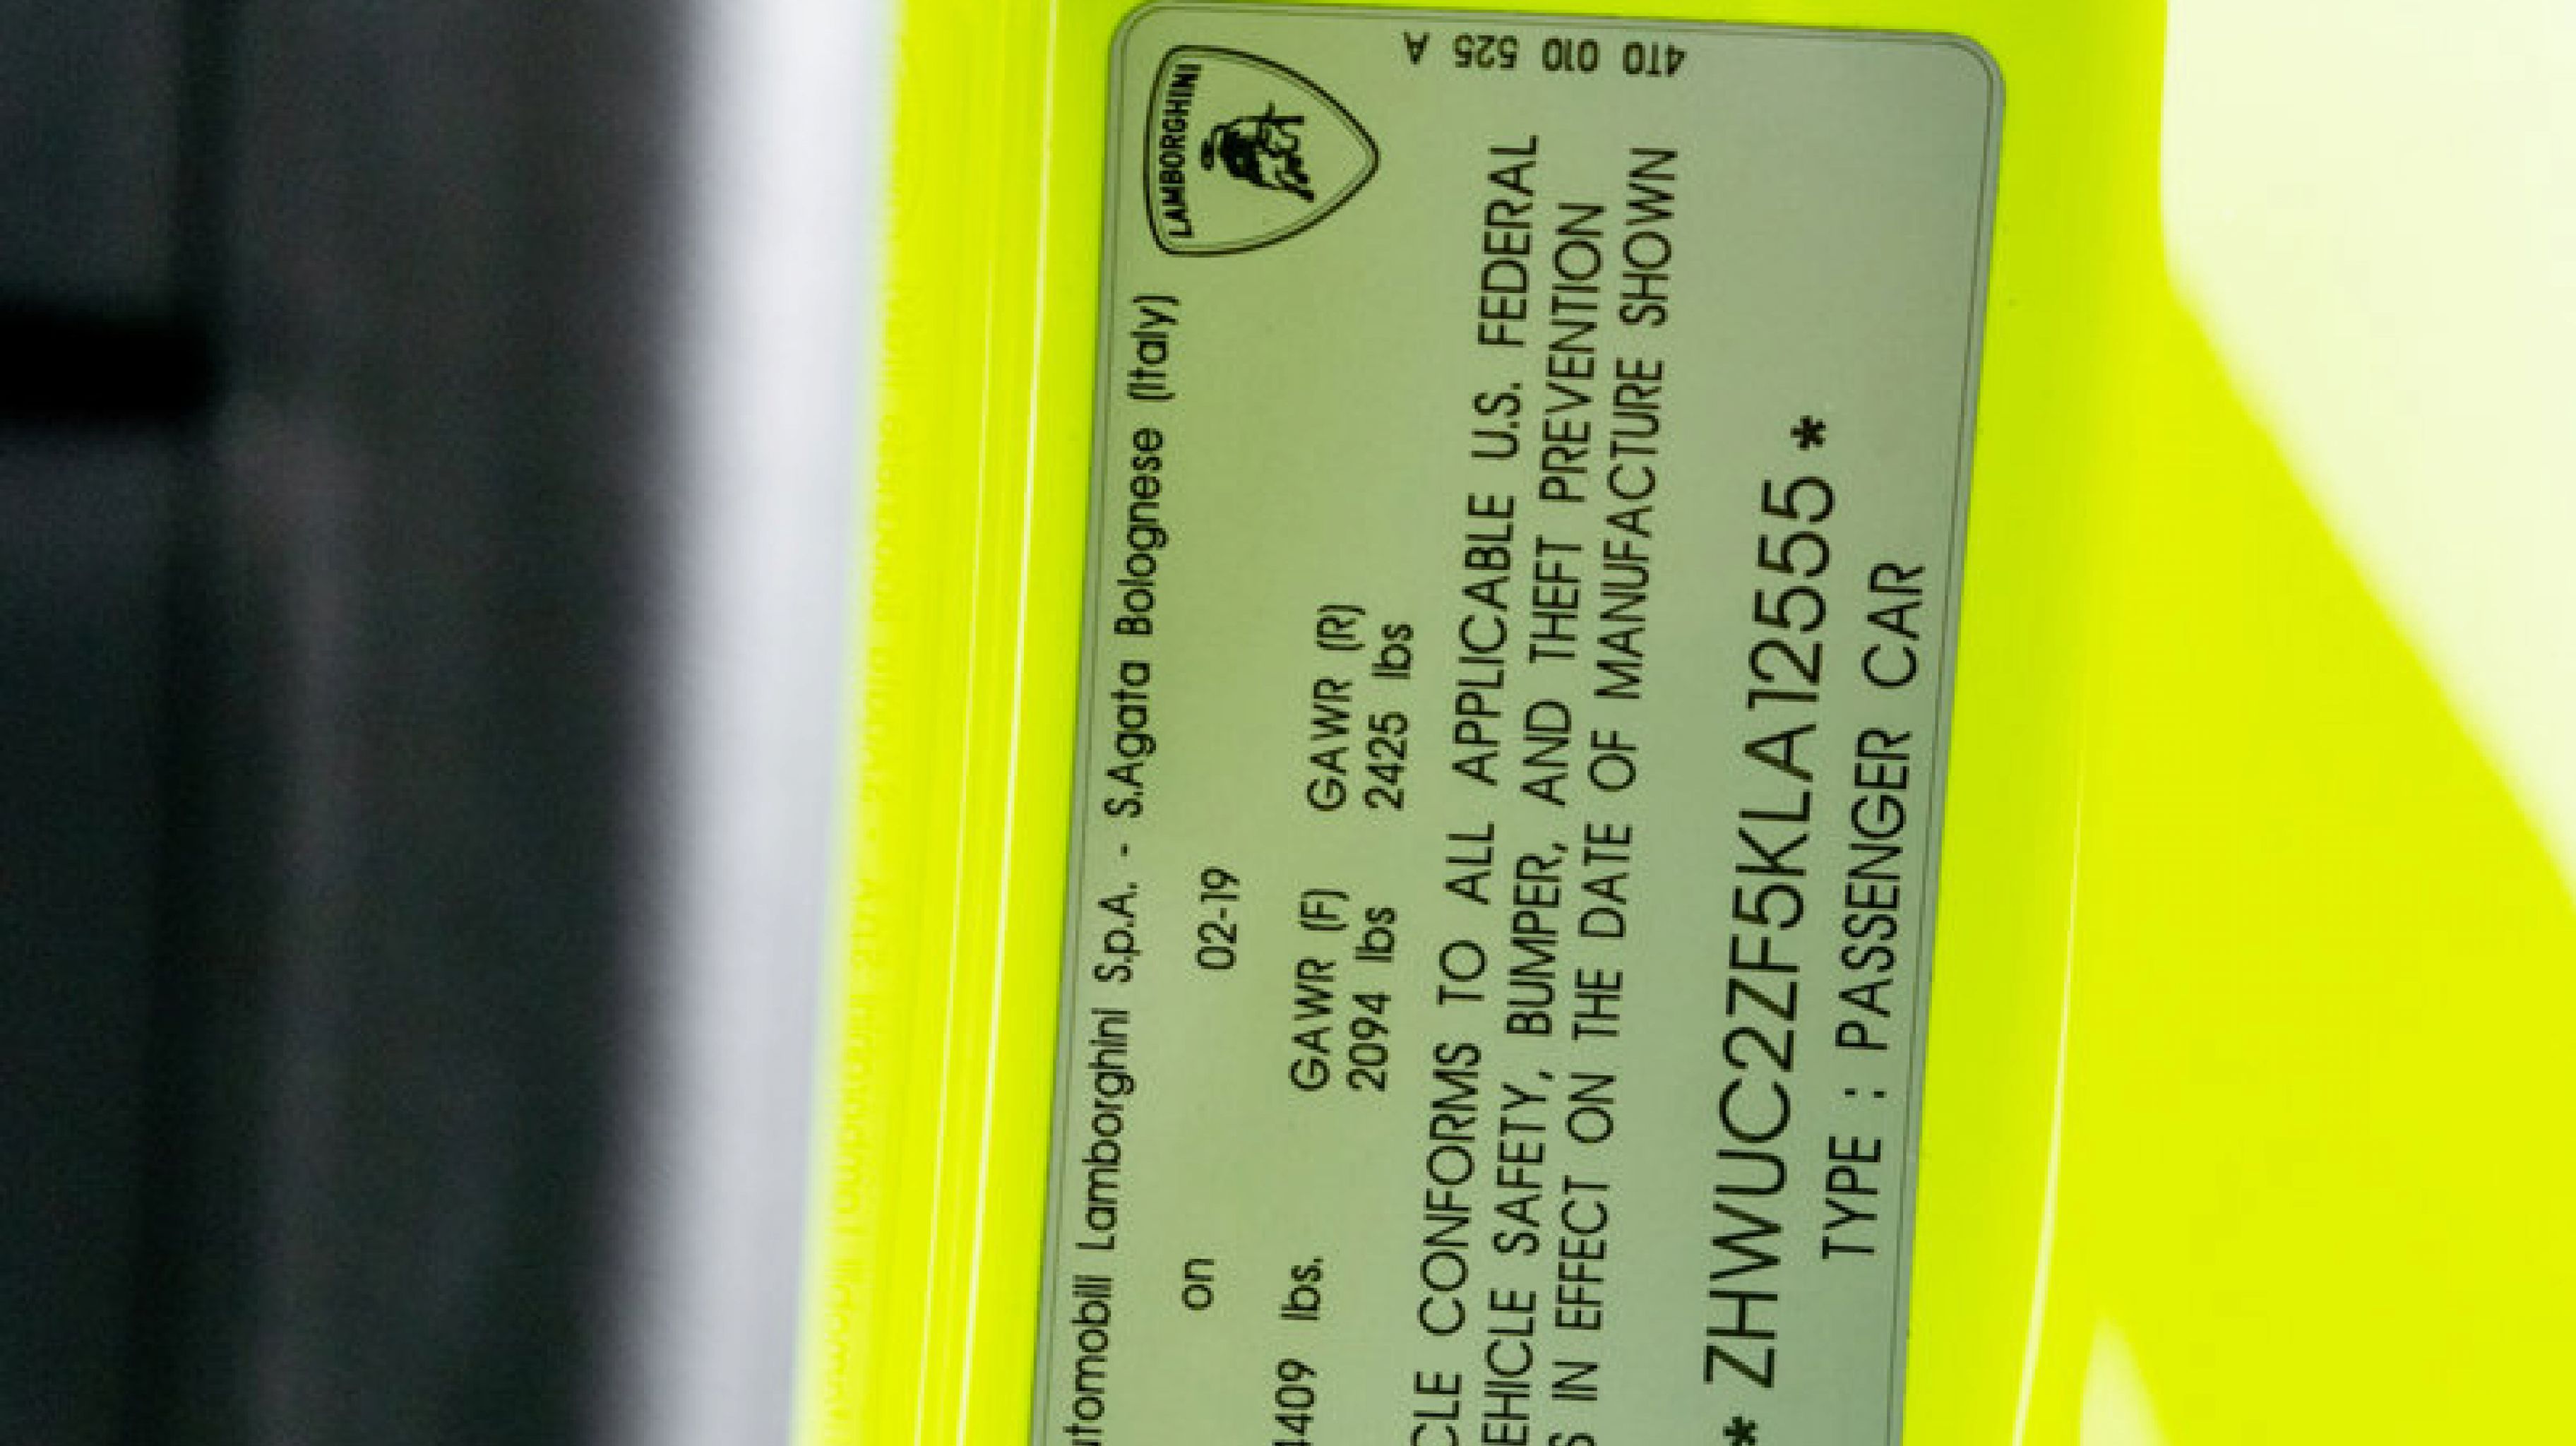 LAMBORGHINI
4T0 010 525 A
utomobili Lamborghini S.p.A. - S.Agata Bolognese (Italy)
on 02-19
4409 lbs. GAWR (F) GAWR (R)
2094 lbs 2425 lbs
CLE CONFORMS TO ALL APPLICABLE U.S. FEDERAL
EHICLE SAFETY, BUMPER, AND THEFT PREVENTION
S IN EFFECT ON THE DATE OF MANUFACTURE SHOWN
* ZHWUC2ZF5KLA12555 *
TYPE : PASSENGER CAR